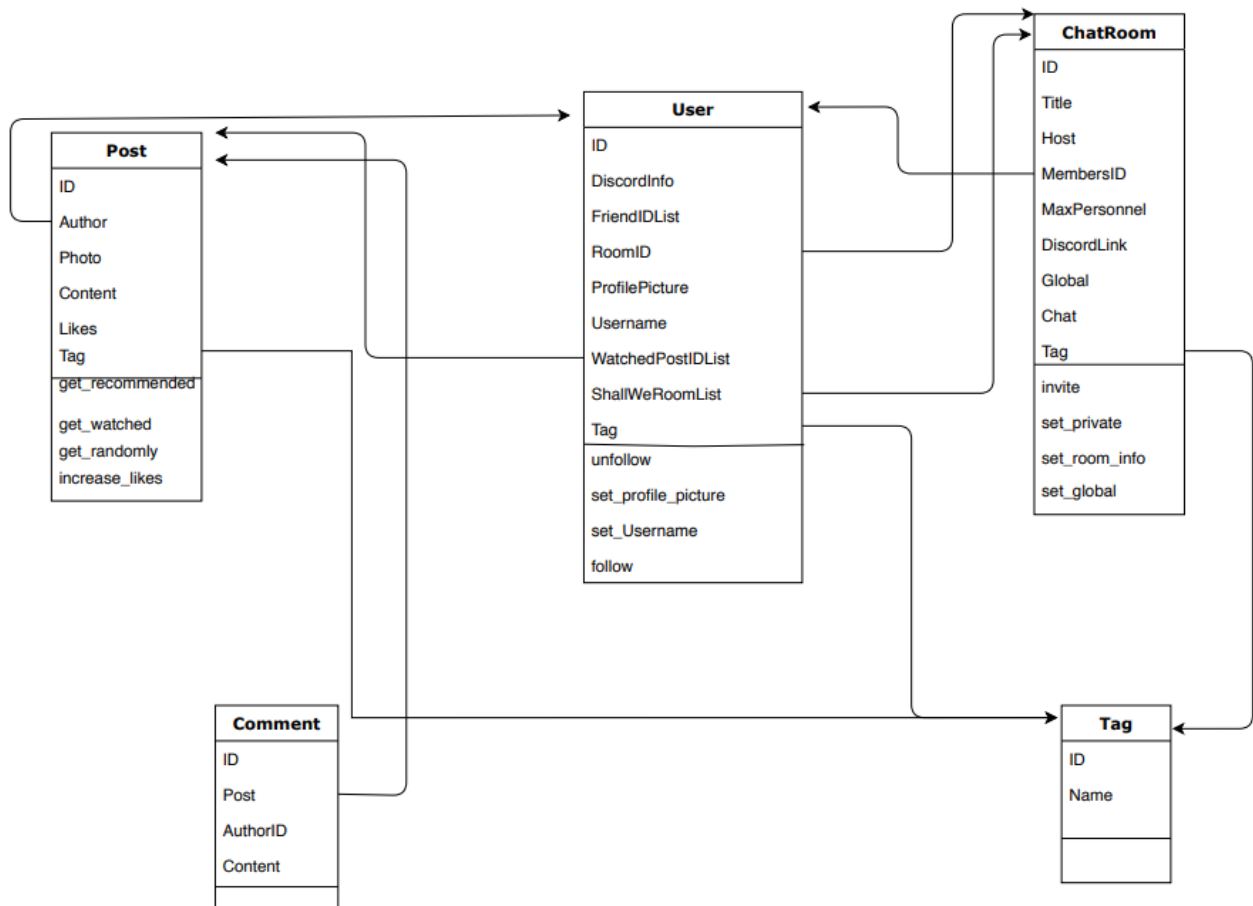 Post
ID
Author
Photo
Content
Likes
Tag
get_recommended
get_watched
get_randomly
increase_likes
User
ID
DiscordInfo
FriendIDList
RoomID
ProfilePicture
Username
WatchedPostIDList
ShallWeRoomList
Tag
unfollow
set_profile_picture
set_Username
follow
ChatRoom
ID
Title
Host
MembersID
MaxPersonnel
DiscordLink
Global
Chat
Tag
invite
set_private
set_room_info
set_global
Comment
ID
Post
AuthorID
Content
Tag
ID
Name